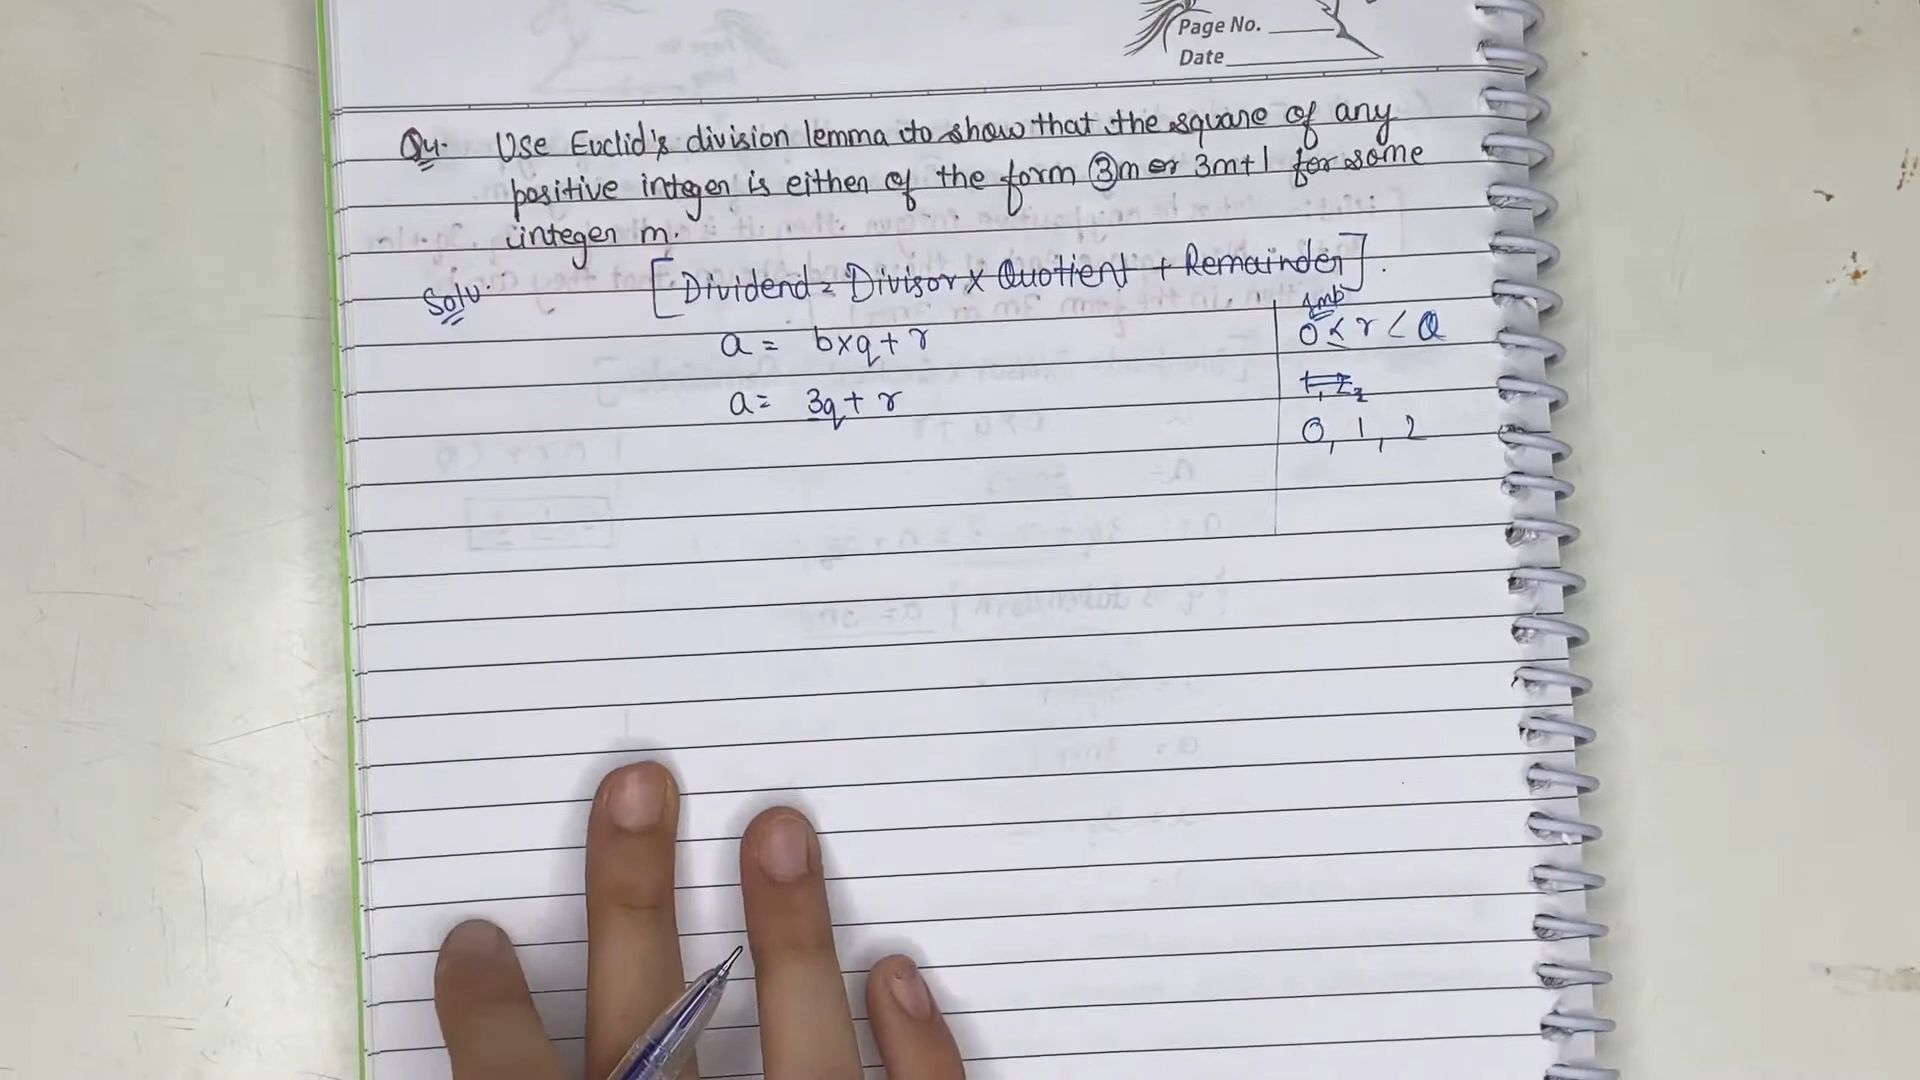 Page No.
Date
Q4. Use Euclid's division lemma to show that the square of any
positive integer is either of the form 3m or 3m+1 for some
integer m.
Solu. [Dividend = Divisor x Quotient + Remainder].
Imp
a = b x q + r
0 ≤ r < Q
a = 3q + r
0, 1, 2